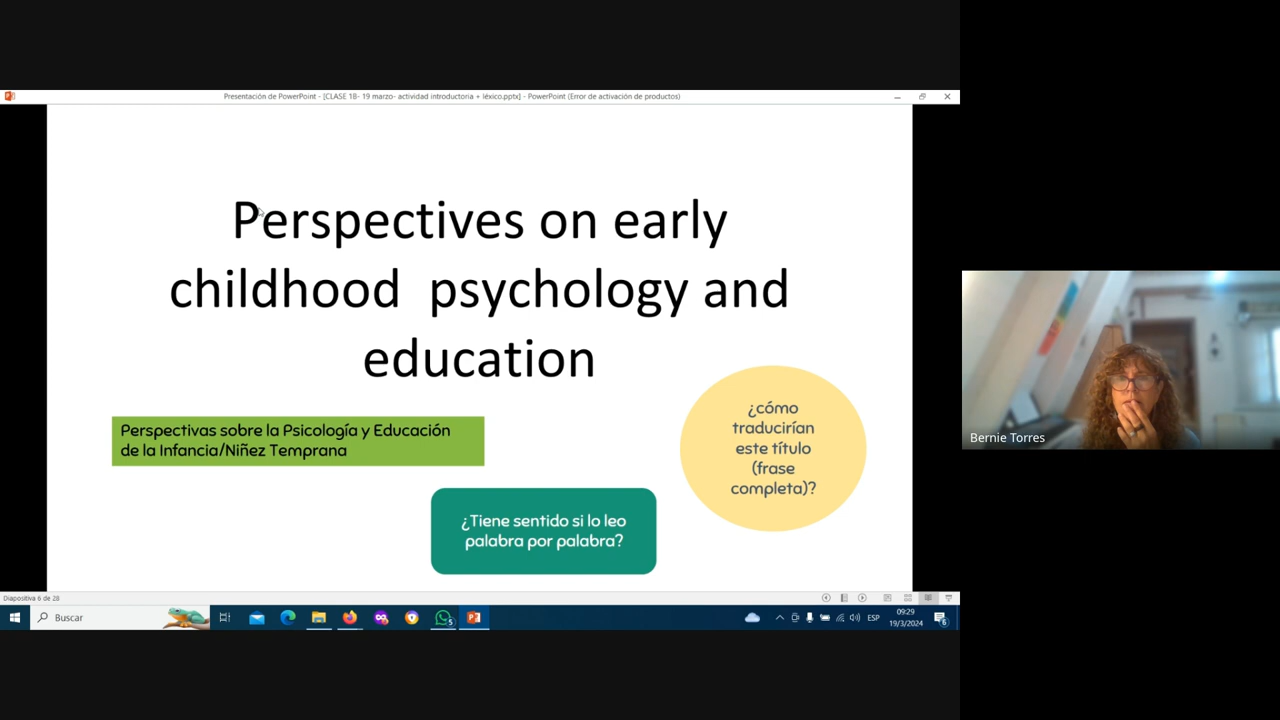 Presentación de PowerPoint - [CLASE 1B- 19 marzo- actividad introductoria + léxico.pptx] - PowerPoint (Error de activación de productos)
Perspectives on early
childhood psychology and
education
Perspectivas sobre la Psicología y Educación
de la Infancia/Niñez Temprana
¿cómo
traducirían
este título
(frase
completa)?
¿Tiene sentido si lo leo
palabra por palabra?
Bernie Torres
Diapositiva 6 de 28
Buscar
5
ESP
09:29
19/3/2024
6